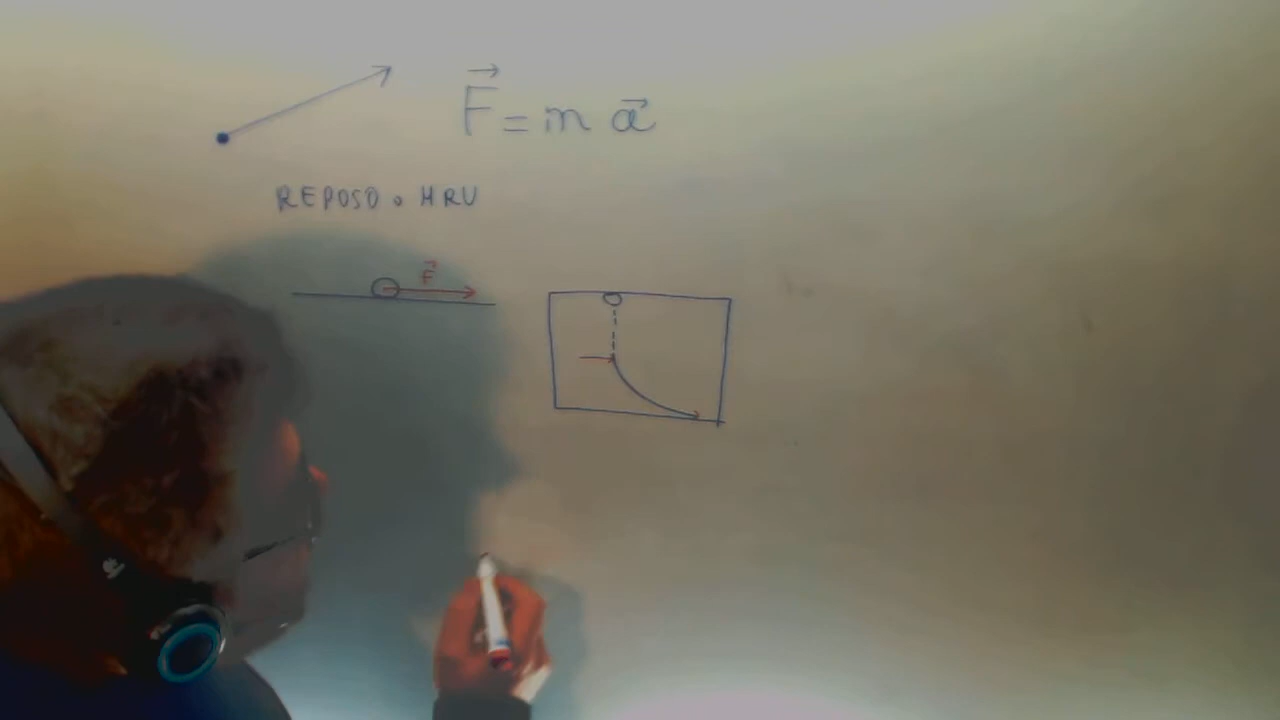 F⃗ = m a⃗
REPOSO o MRU
F⃗